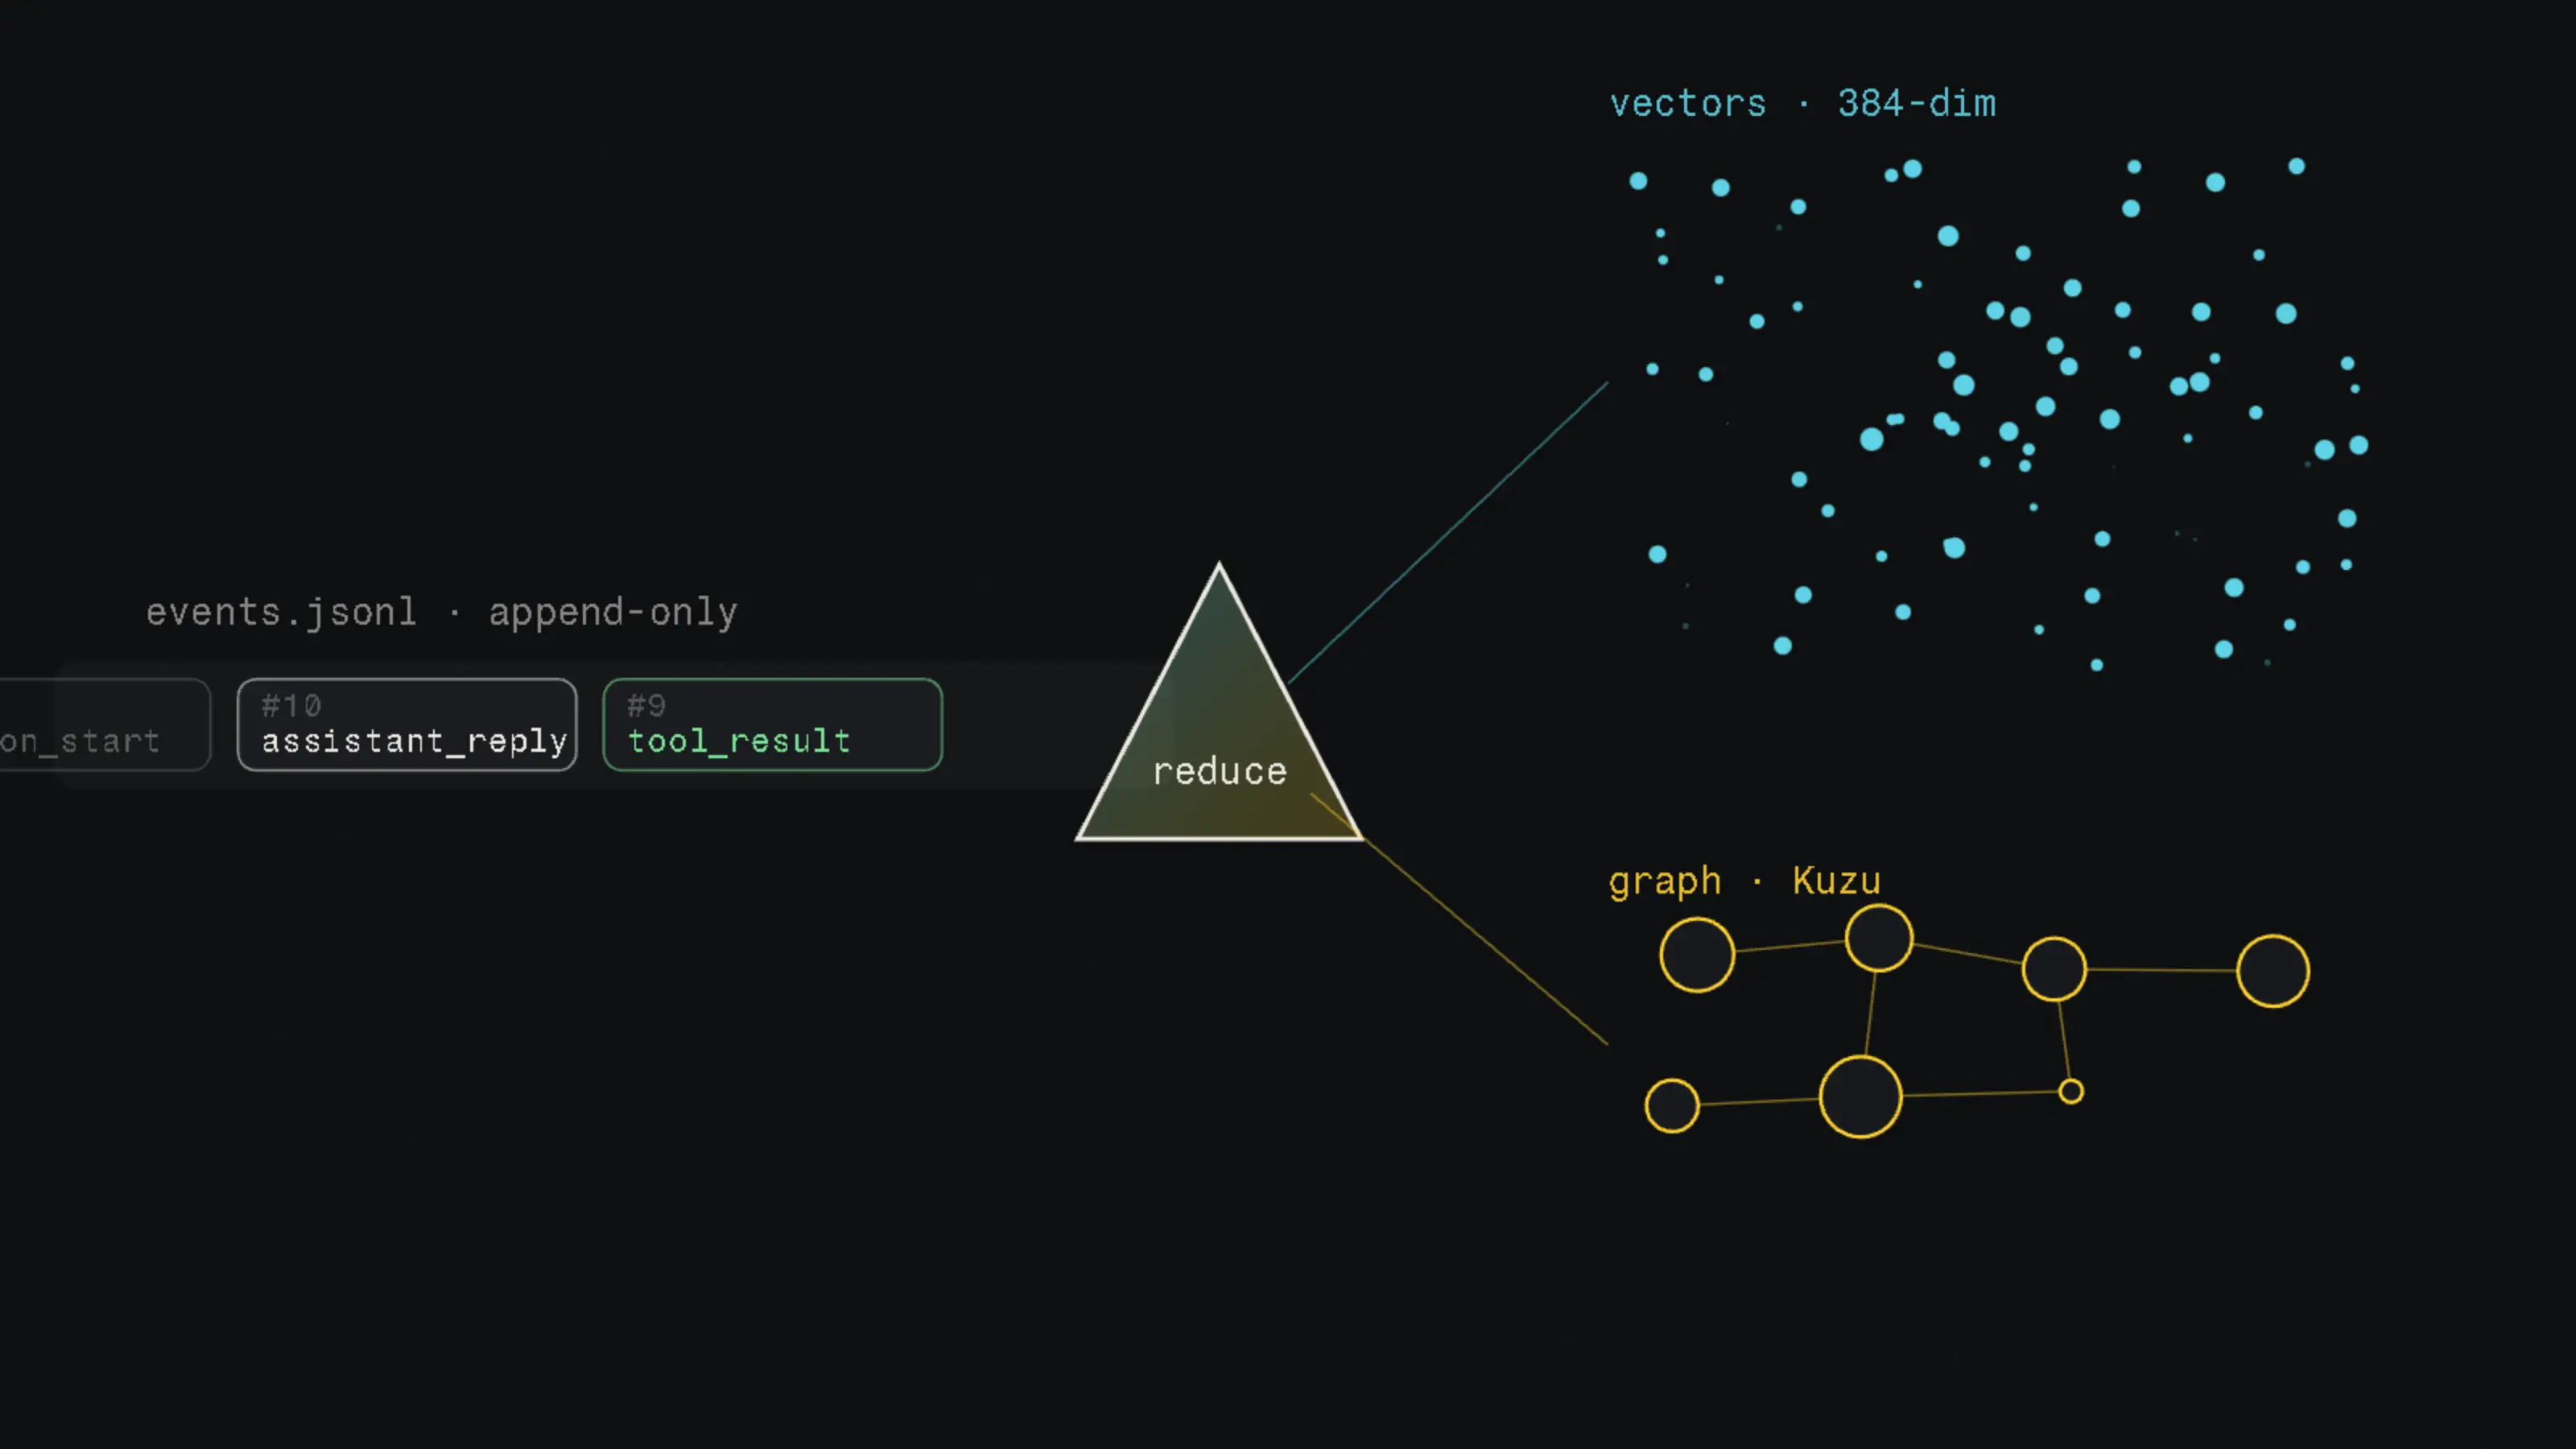 vectors · 384-dim
events.jsonl · append-only
on_start
#10
assistant_reply
#9
tool_result
reduce
graph · Kuzu